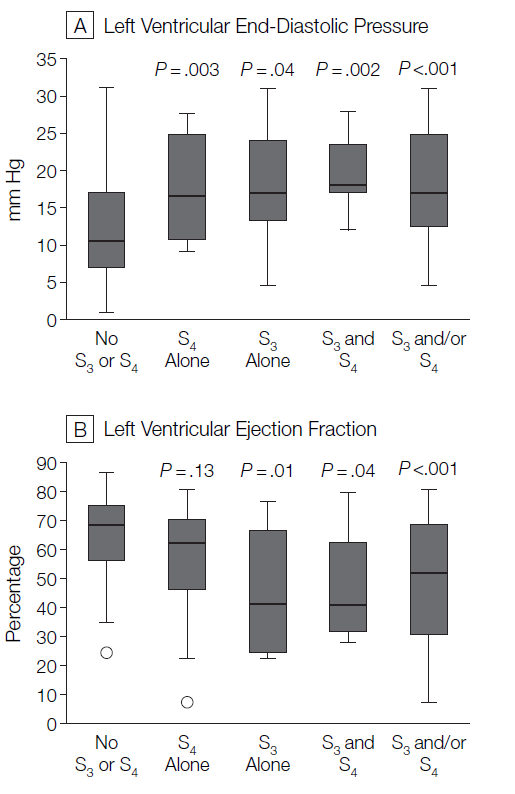 A Left Ventricular End-Diastolic Pressure
35
30
25
20
15
10
5
0
mm Hg
P = .003 P = .04 P = .002 P <.001
No S₃ or S₄
S₄ Alone
S₃ Alone
S₃ and S₄
S₃ and/or S₄
B Left Ventricular Ejection Fraction
90
80
70
60
50
40
30
20
10
0
Percentage
P = .13 P = .01 P = .04 P <.001
No S₃ or S₄
S₄ Alone
S₃ Alone
S₃ and S₄
S₃ and/or S₄